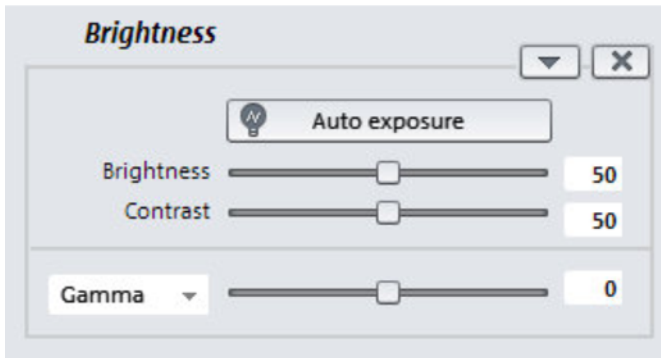 Brightness
Auto exposure
Brightness 50
Contrast 50
Gamma 0